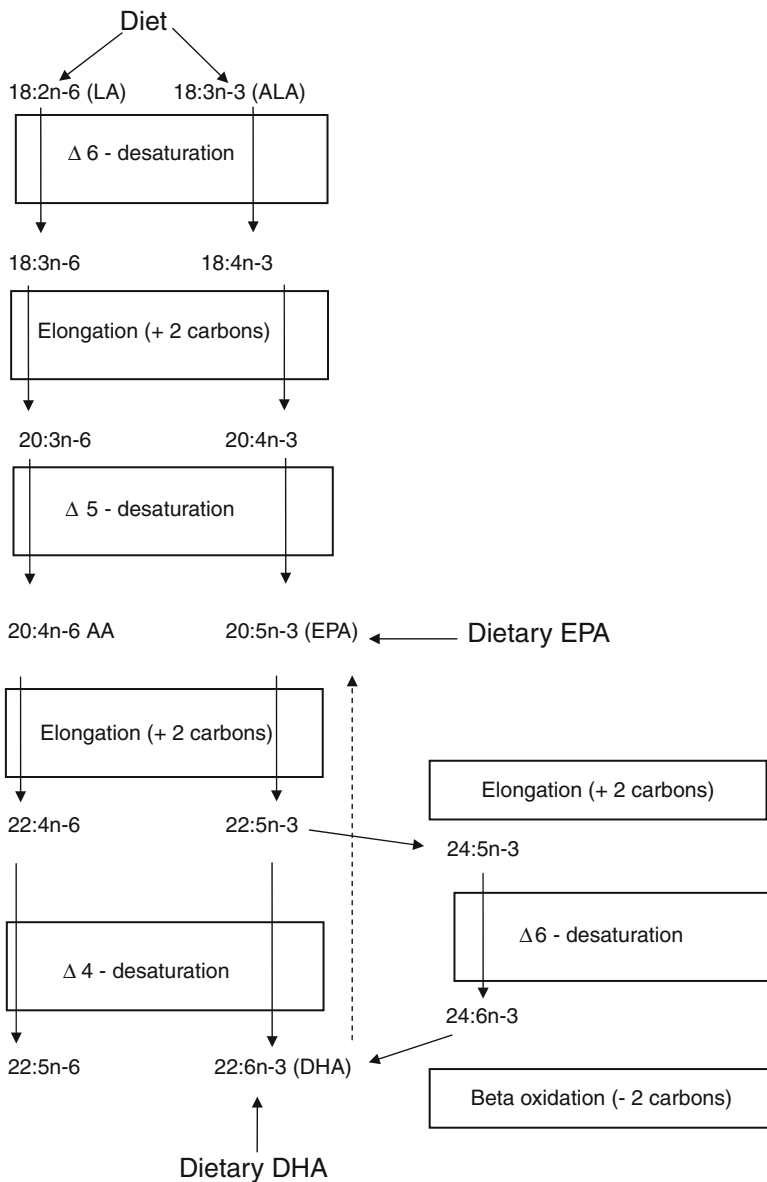 Diet
18:2n-6 (LA) 18:3n-3 (ALA)
Δ 6 - desaturation
18:3n-6 18:4n-3
Elongation (+ 2 carbons)
20:3n-6 20:4n-3
Δ 5 - desaturation
20:4n-6 AA 20:5n-3 (EPA) Dietary EPA
Elongation (+ 2 carbons)
Elongation (+ 2 carbons)
22:4n-6 22:5n-3
24:5n-3
Δ6 - desaturation
Δ 4 - desaturation
24:6n-3
22:5n-6 22:6n-3 (DHA)
Beta oxidation (- 2 carbons)
Dietary DHA